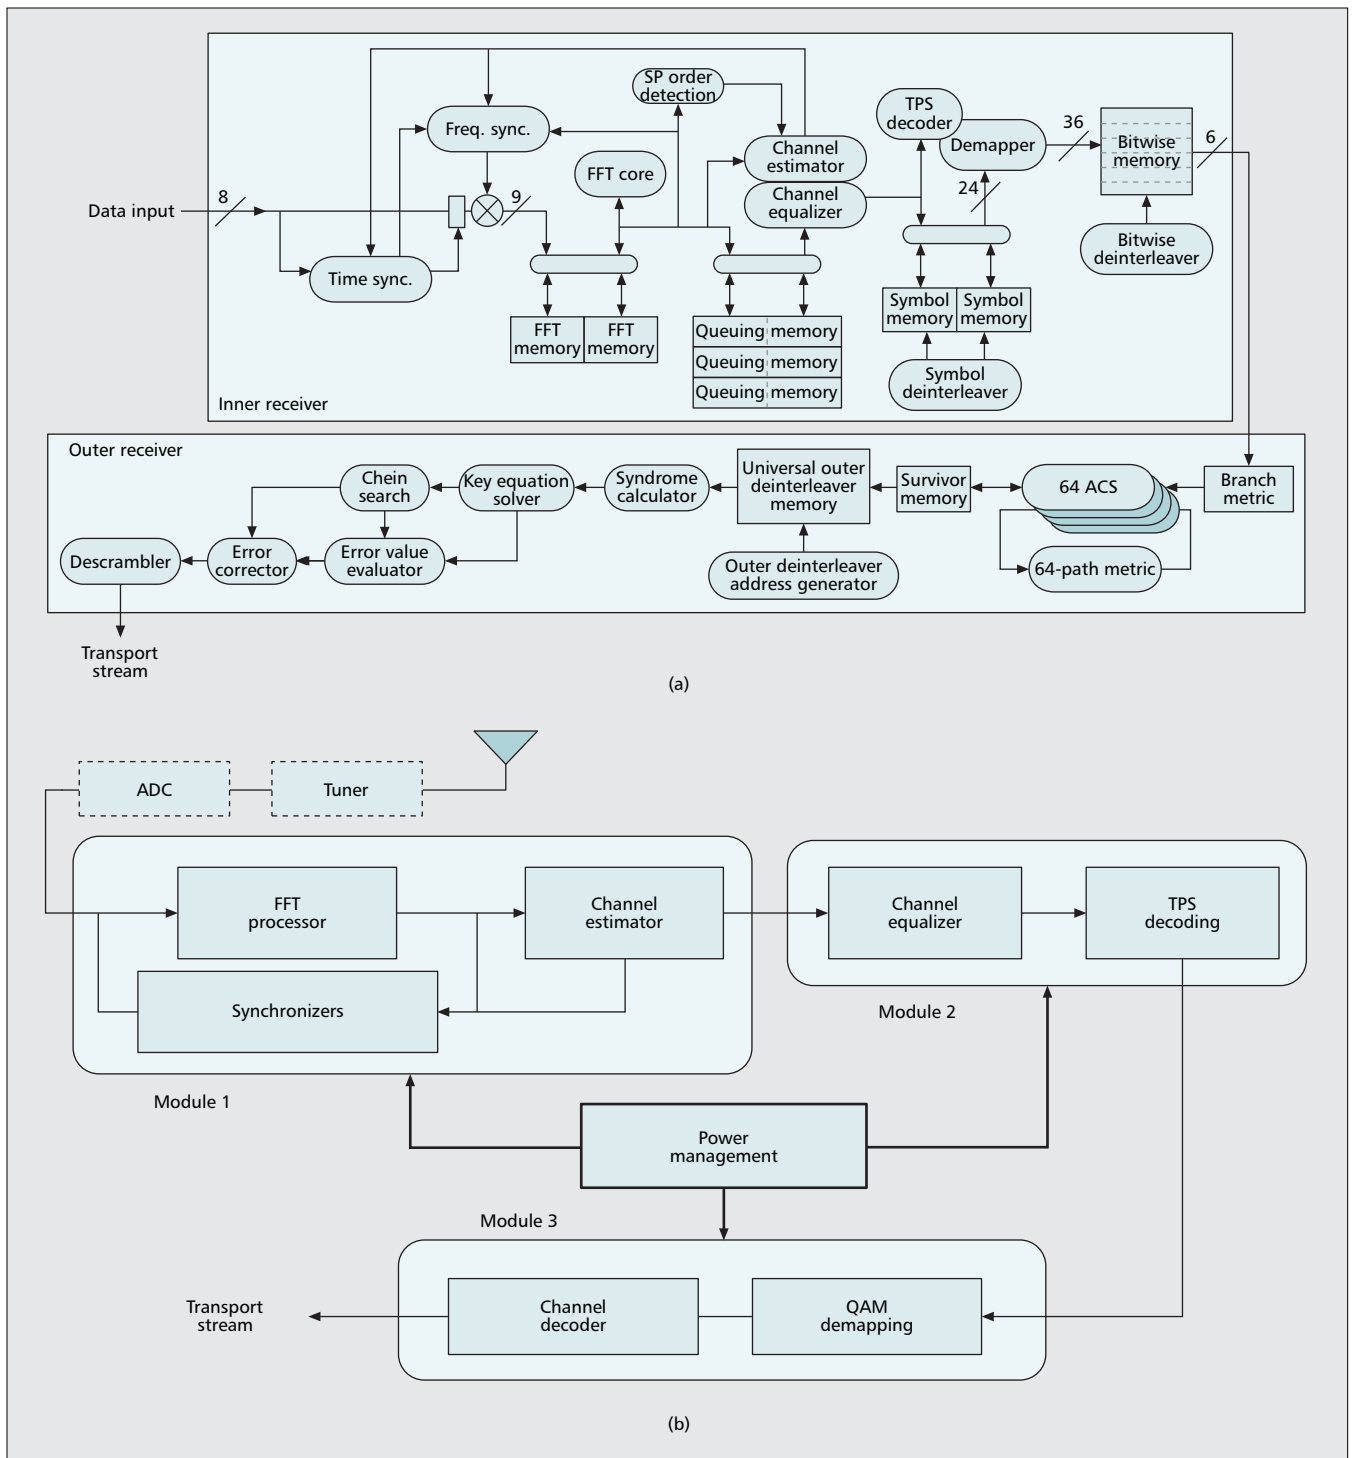 SP order
detection
TPS
decoder
Freq. sync.
36
Demapper
Bitwise
memory
6
Channel
estimator
FFT core
Channel
equalizer
24
Data input
8
9
Time sync.
Bitwise
deinterleaver
FFT
memory
FFT
memory
Queuing memory
Queuing memory
Queuing memory
Symbol
memory
Symbol
memory
Symbol
deinterleaver
Inner receiver
Outer receiver
Chein
search
Key equation
solver
Syndrome
calculator
Universal outer
deinterleaver
memory
Survivor
memory
64 ACS
Branch
metric
Descrambler
Error
corrector
Error value
evaluator
Outer deinterleaver
address generator
64-path metric
Transport
stream
(a)
ADC
Tuner
FFT
processor
Channel
estimator
Channel
equalizer
TPS
decoding
Synchronizers
Module 2
Module 1
Power
management
Module 3
Transport
stream
Channel
decoder
QAM
demapping
(b)